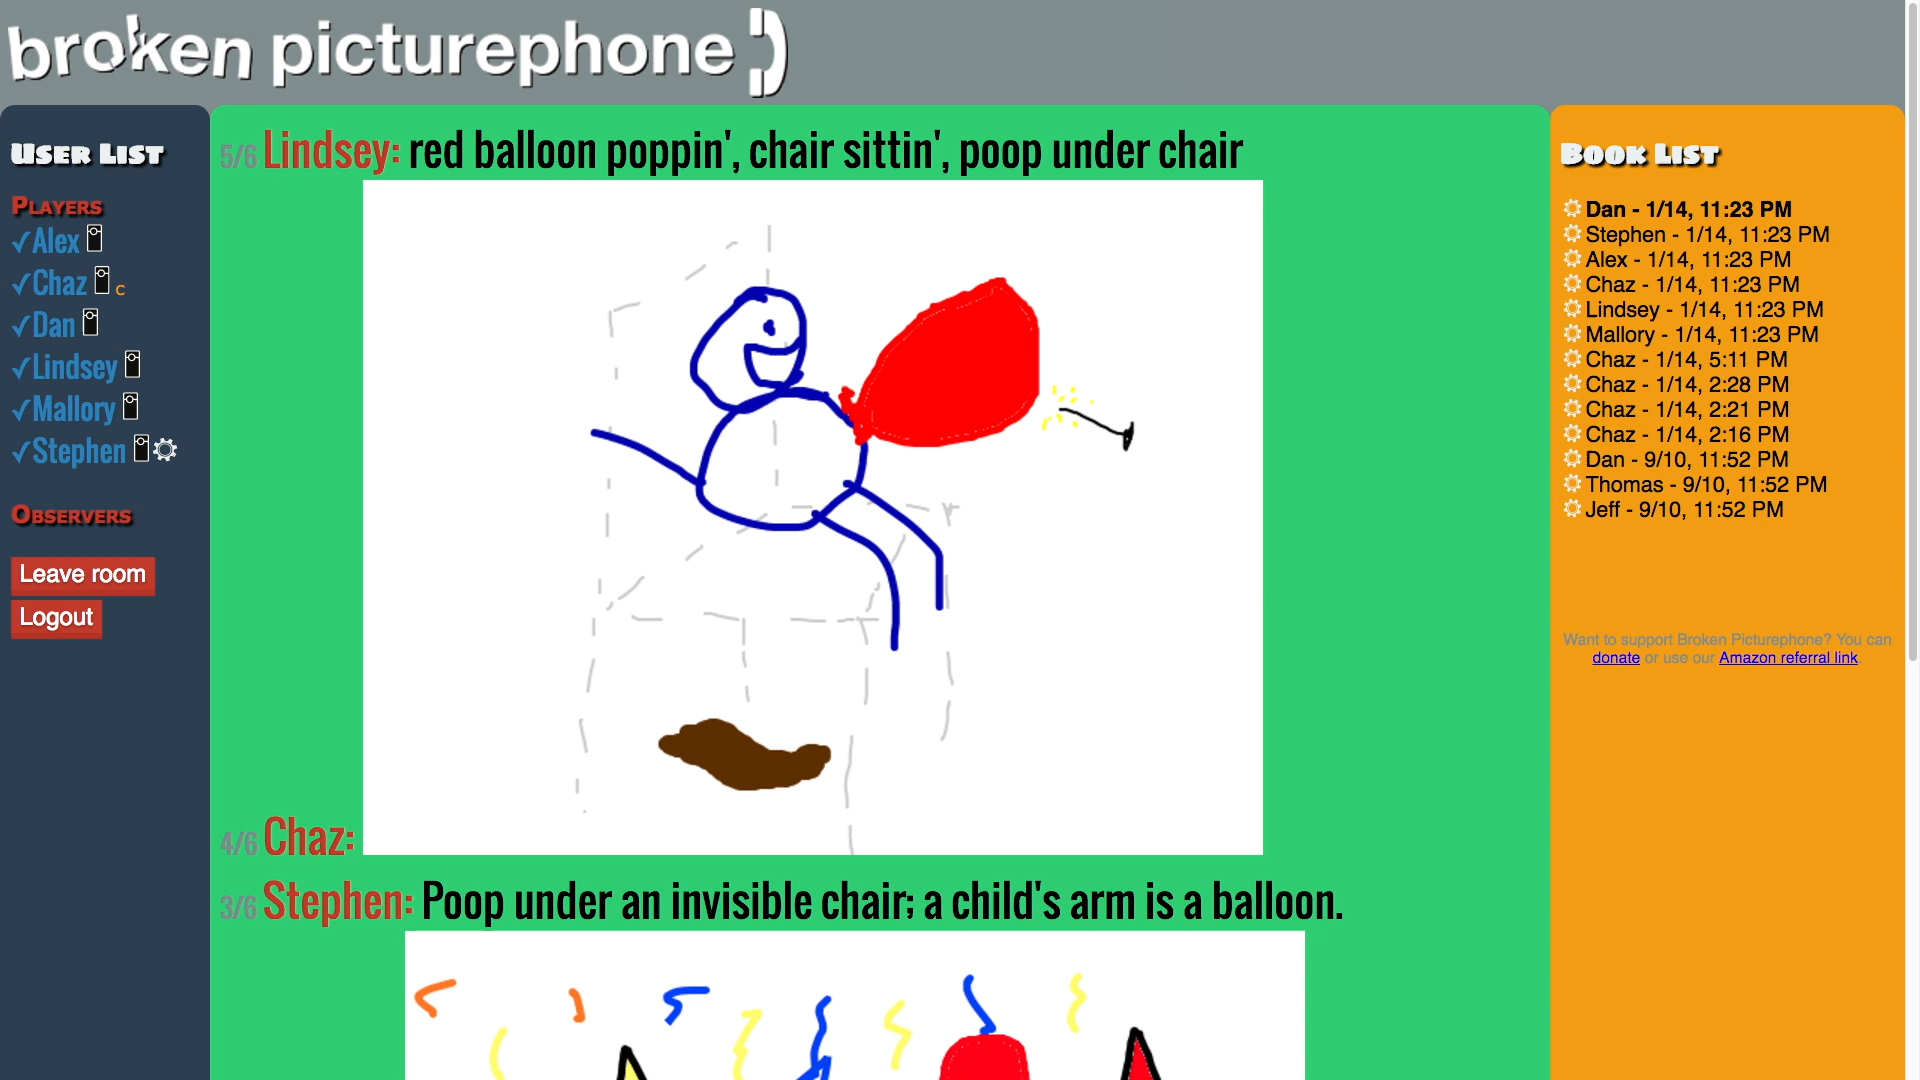 broken picturephone
User List
Players
✓Alex
✓Chaz c
✓Dan
✓Lindsey
✓Mallory
✓Stephen
Observers
Leave room
Logout
5/6 Lindsey: red balloon poppin', chair sittin', poop under chair
4/6 Chaz:
3/6 Stephen: Poop under an invisible chair; a child's arm is a balloon.
Book List
Dan - 1/14, 11:23 PM
Stephen - 1/14, 11:23 PM
Alex - 1/14, 11:23 PM
Chaz - 1/14, 11:23 PM
Lindsey - 1/14, 11:23 PM
Mallory - 1/14, 11:23 PM
Chaz - 1/14, 5:11 PM
Chaz - 1/14, 2:28 PM
Chaz - 1/14, 2:21 PM
Chaz - 1/14, 2:16 PM
Dan - 9/10, 11:52 PM
Thomas - 9/10, 11:52 PM
Jeff - 9/10, 11:52 PM
Want to support Broken Picturephone? You can
donate or use our Amazon referral link.